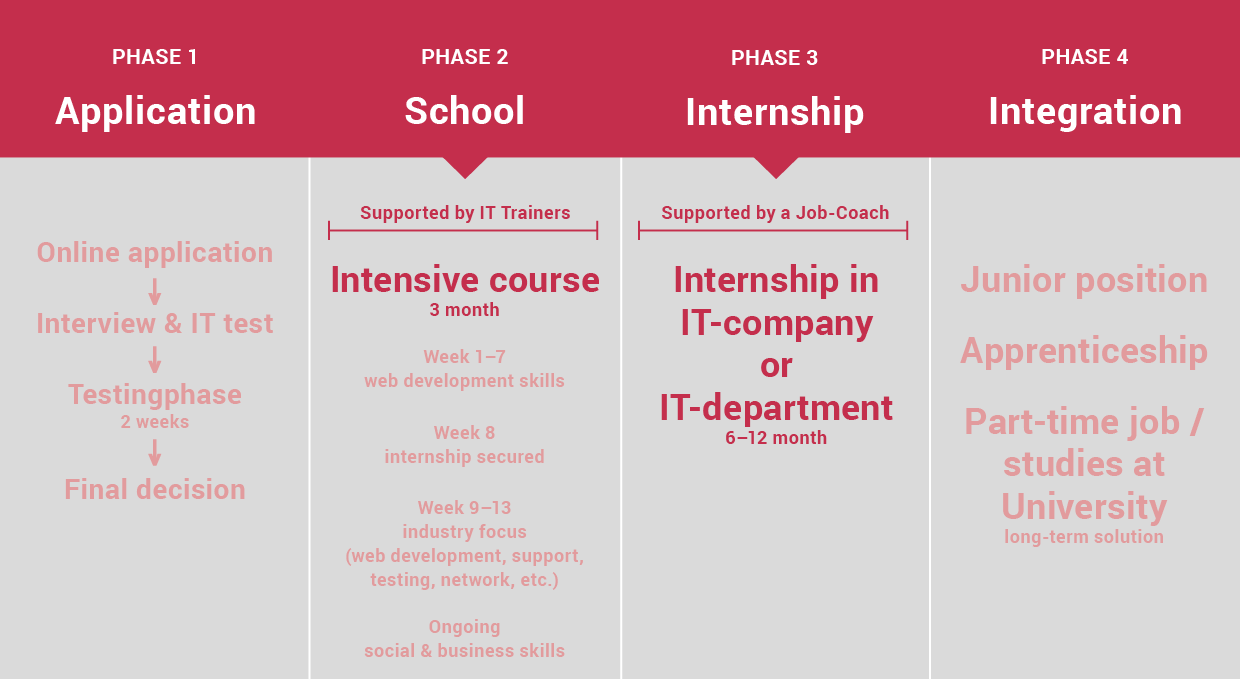 PHASE 1
Application
Online application
Interview & IT test
Testingphase
2 weeks
Final decision
PHASE 2
School
Supported by IT Trainers
Intensive course
3 month
Week 1–7
web development skills
Week 8
internship secured
Week 9–13
industry focus
(web development, support,
testing, network, etc.)
Ongoing
social & business skills
PHASE 3
Internship
Supported by a Job-Coach
Internship in
IT-company
or
IT-department
6–12 month
PHASE 4
Integration
Junior position
Apprenticeship
Part-time job /
studies at
University
long-term solution